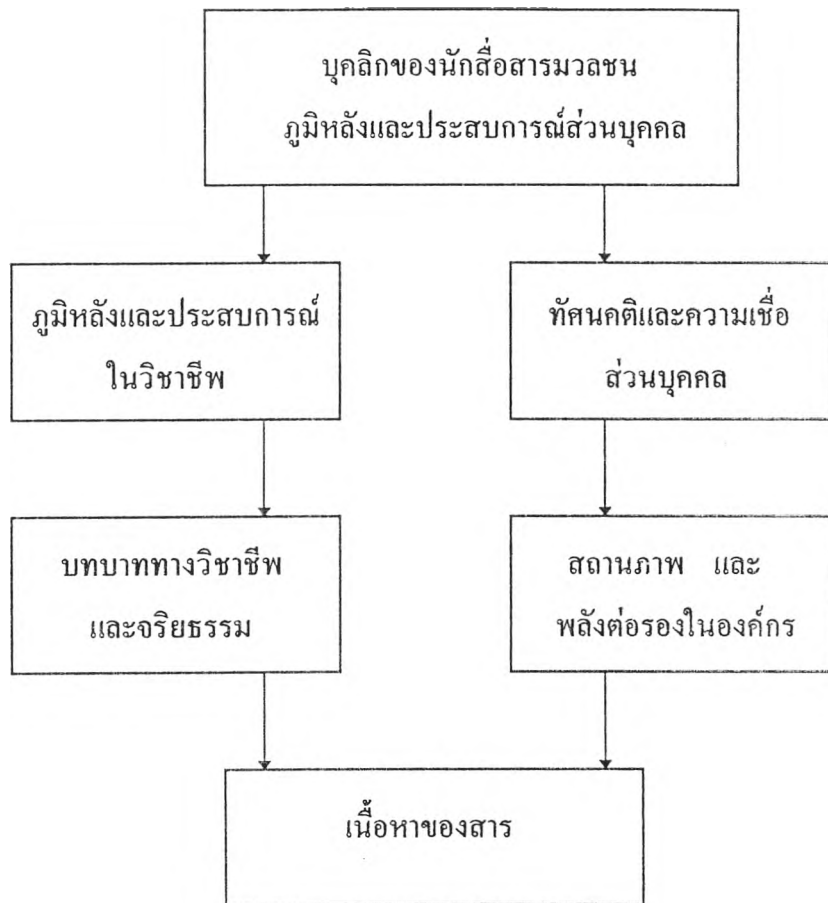 บุคลิกของนักสื่อสารมวลชน
ภูมิหลังและประสบการณ์ส่วนบุคคล
ภูมิหลังและประสบการณ์
ในวิชาชีพ
ทัศนคติและความเชื่อ
ส่วนบุคคล
บทบาททางวิชาชีพ
และจริยธรรม
สถานภาพ และ
พลังต่อรองในองค์กร
เนื้อหาของสาร